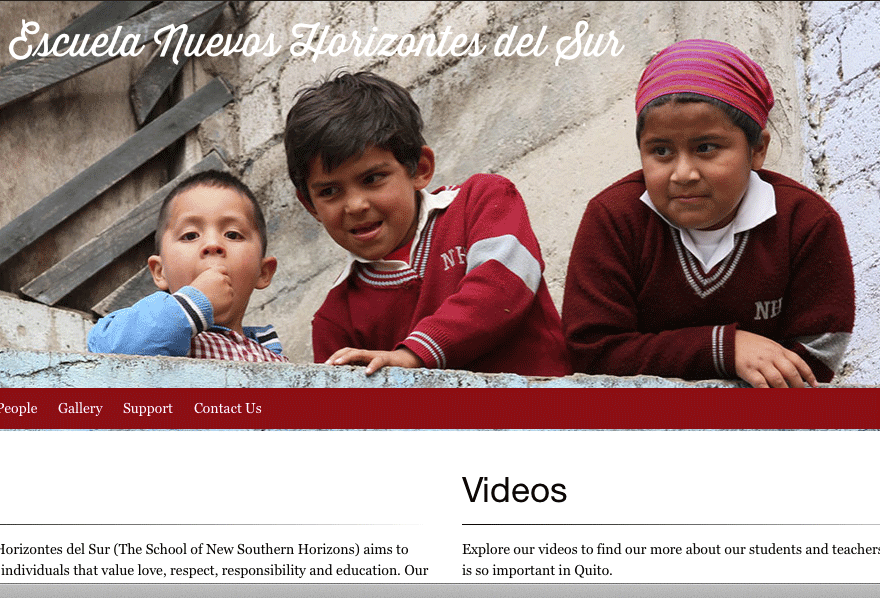 Escuela Nuevos Horizontes del Sur
NH
NH
People Gallery Support Contact Us
Videos
Horizontes del Sur (The School of New Southern Horizons) aims to
individuals that value love, respect, responsibility and education. Our
Explore our videos to find our more about our students and teachers
is so important in Quito.